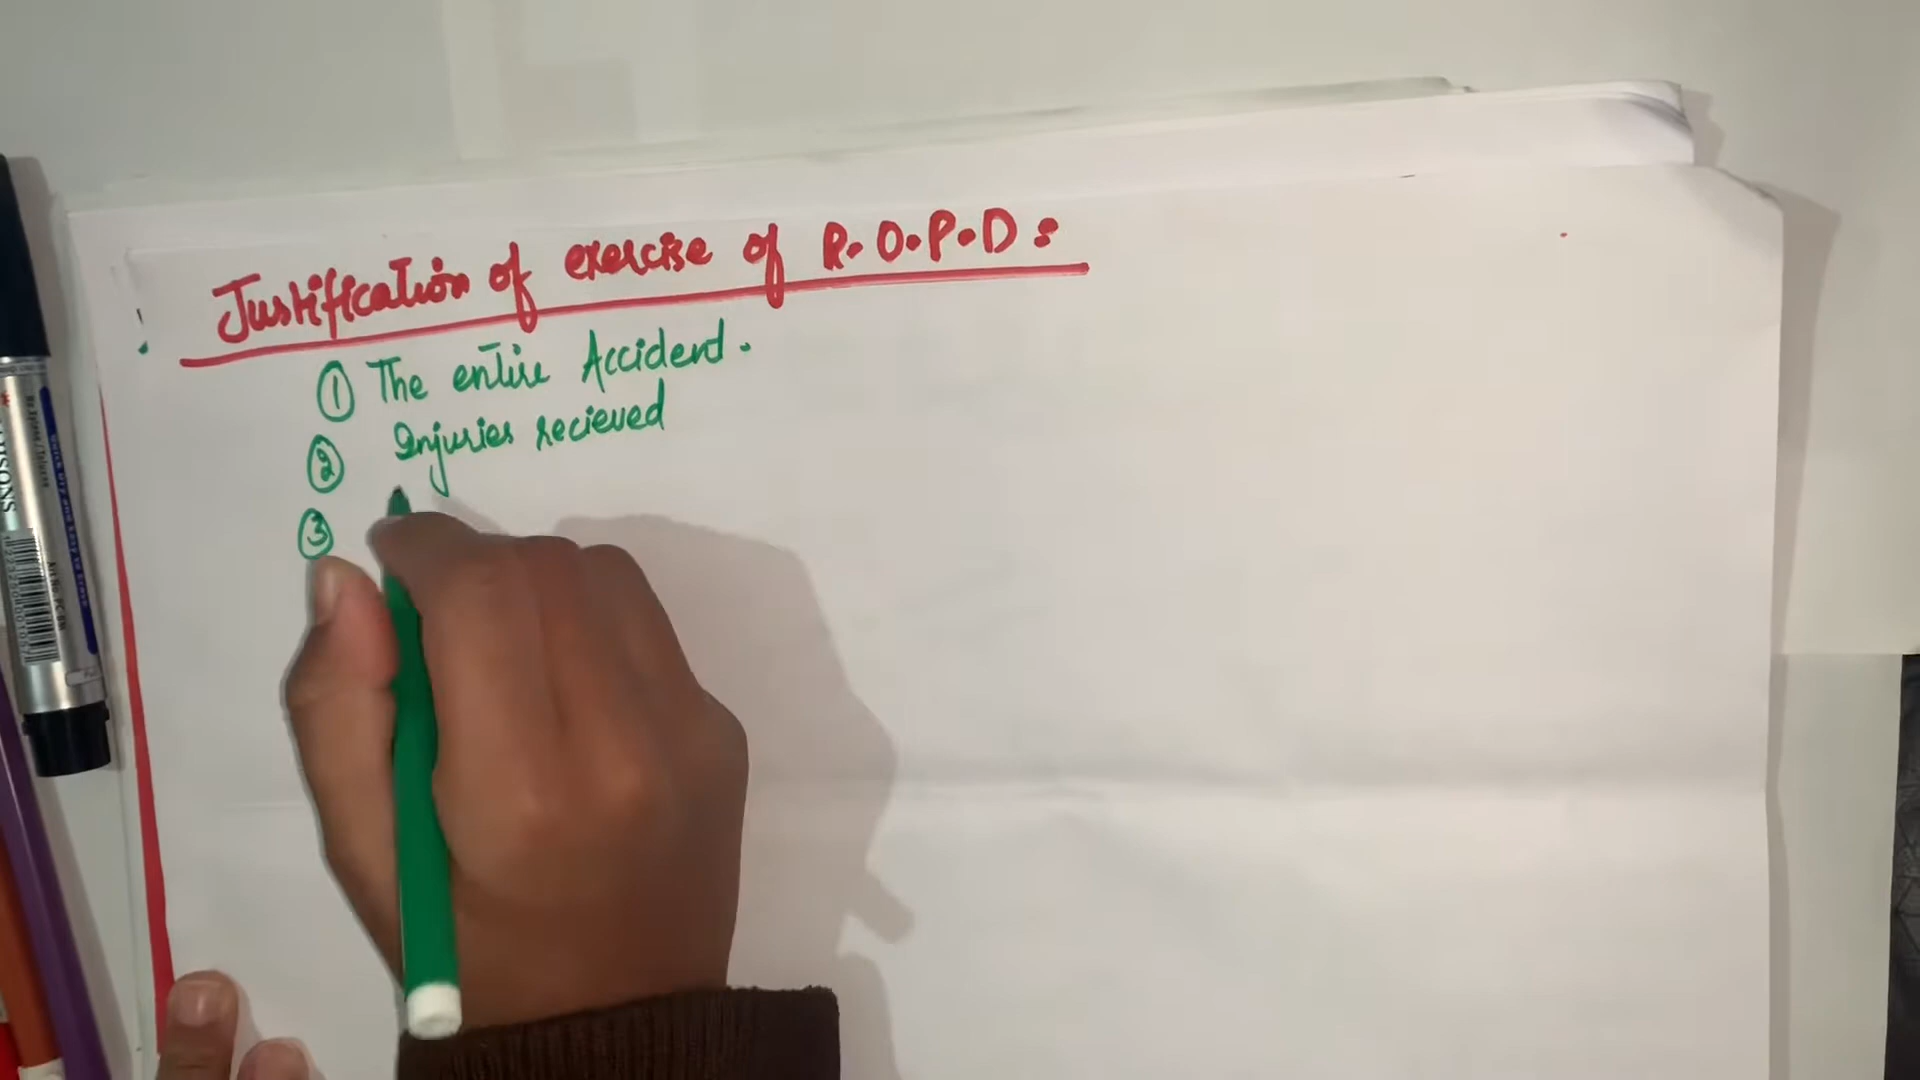 Justification of exercise of R.O.P.D:
① The entire Accident.
② Injuries recieved
③